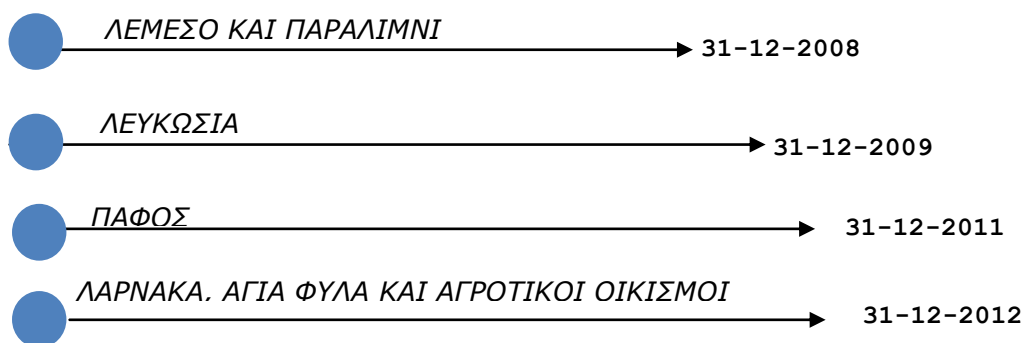 ΛΕΜΕΣΟ ΚΑΙ ΠΑΡΑΛΙΜΝΙ
31-12-2008
ΛΕΥΚΩΣΙΑ
31-12-2009
ΠΑΦΟΣ
31-12-2011
ΛΑΡΝΑΚΑ. ΑΓΙΑ ΦΥΛΑ ΚΑΙ ΑΓΡΟΤΙΚΟΙ ΟΙΚΙΣΜΟΙ
31-12-2012